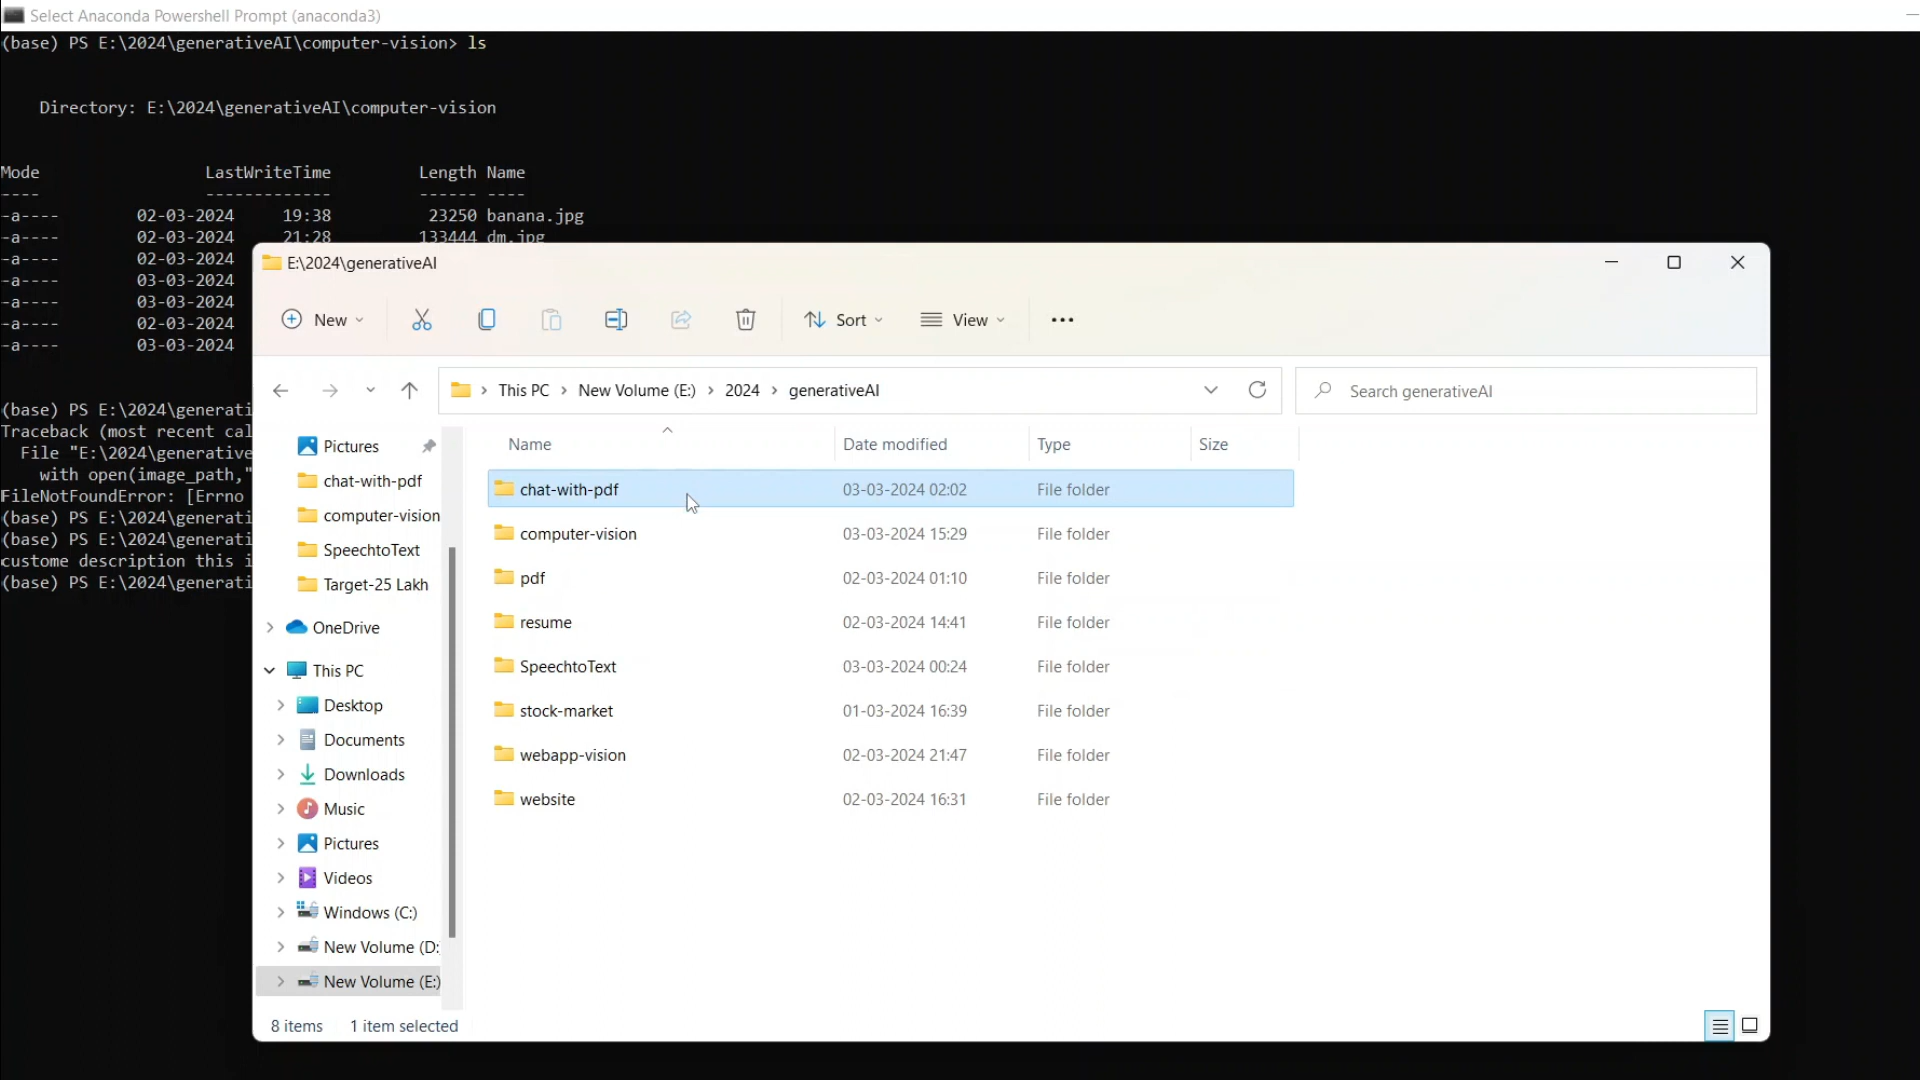 Select Anaconda Powershell Prompt (anaconda3)
(base) PS E:\2024\generativeAI\computer-vision> ls
Directory: E:\2024\generativeAI\computer-vision
Mode LastWriteTime Length Name
---- ------------- ------ ----
-a---- 02-03-2024 19:38 23250 banana.jpg
-a---- 02-03-2024 21:28 133444 dm.jpg
-a---- 02-03-2024
-a---- 03-03-2024
-a---- 03-03-2024
-a---- 02-03-2024
-a---- 03-03-2024
(base) PS E:\2024\generati
Traceback (most recent cal
File "E:\2024\generative
with open(image_path,"
FileNotFoundError: [Errno
(base) PS E:\2024\generati
(base) PS E:\2024\generati
custome description this i
(base) PS E:\2024\generati
E:\2024\generativeAI
New Sort View
This PC > New Volume (E:) > 2024 > generativeAI
Search generativeAI
Pictures
chat-with-pdf
computer-vision
SpeechtoText
Target-25 Lakh
OneDrive
This PC
Desktop
Documents
Downloads
Music
Pictures
Videos
Windows (C:)
New Volume (D:
New Volume (E:)
Name Date modified Type Size
chat-with-pdf 03-03-2024 02:02 File folder
computer-vision 03-03-2024 15:29 File folder
pdf 02-03-2024 01:10 File folder
resume 02-03-2024 14:41 File folder
SpeechtoText 03-03-2024 00:24 File folder
stock-market 01-03-2024 16:39 File folder
webapp-vision 02-03-2024 21:47 File folder
website 02-03-2024 16:31 File folder
8 items 1 item selected